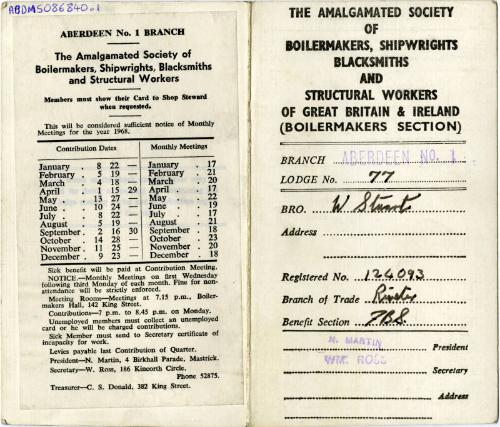 ABDMS086840.1
ABERDEEN No. 1 BRANCH
The Amalgamated Society of
Boilermakers, Shipwrights, Blacksmiths
and Structural Workers
Members must show their Card to Shop Steward
when requested.
This will be considered sufficient notice of Monthly
Meetings for the year 1968.
Contribution Dates Monthly Meetings
January . 8 22 — January . 17
February . 5 19 — February . 21
March . 4 18 — March . 20
April . 1 15 29 April . 17
May . 13 27 — May . 22
June . 10 24 — June . 19
July . 8 22 — July . 17
August . 5 19 — August . 21
September . 2 16 30 September . 18
October . 14 28 — October . 23
November . 11 25 — November . 20
December . 9 23 — December . 18
Sick benefit will be paid at Contribution Meeting.
NOTICE.—Monthly Meetings on first Wednesday
following third Monday of each month. Fine for non-
attendance will be strictly enforced.
Meeting Room—Meetings at 7.15 p.m., Boiler-
makers Hall, 142 King Street.
Contributions—7 p.m. to 8.45 p.m. on Monday.
Unemployed members must collect an unemployed
card or he will be charged contributions.
Sick Member must send to Secretary certificate of
incapacity for work.
Levies payable last Contribution of Quarter.
President—N. Martin, 4 Birkhall Parade, Mastrick.
Secretary—W. Ross, 186 Kincorth Circle.
Phone 52875.
Treasurer—C. S. Donald, 382 King Street.
THE AMALGAMATED SOCIETY
OF
BOILERMAKERS, SHIPWRIGHTS
BLACKSMITHS
AND
STRUCTURAL WORKERS
OF GREAT BRITAIN & IRELAND
(BOILERMAKERS SECTION)
BRANCH ABERDEEN NO. 1
LODGE No. 77
BRO. W Stuart
Address
Registered No. 124093
Branch of Trade
Benefit Section 7BS
N. MARTIN President
WM. ROSS
Secretary
Address